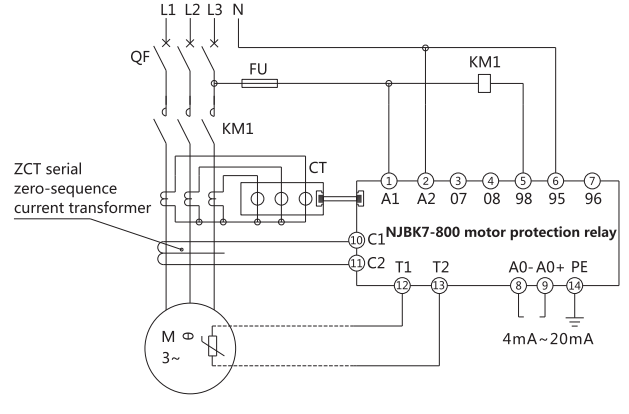 L1 L2 L3 N
QF
FU
KM1
KM1
CT
ZCT serial
zero-sequence
current transformer
1 2 3 4 5 6 7
A1 A2 07 08 98 95 96
10 C1
NJBK7-800 motor protection relay
11 C2
T1 T2 A0- A0+ PE
12 13 8 9 14
4mA~20mA
M θ
3~